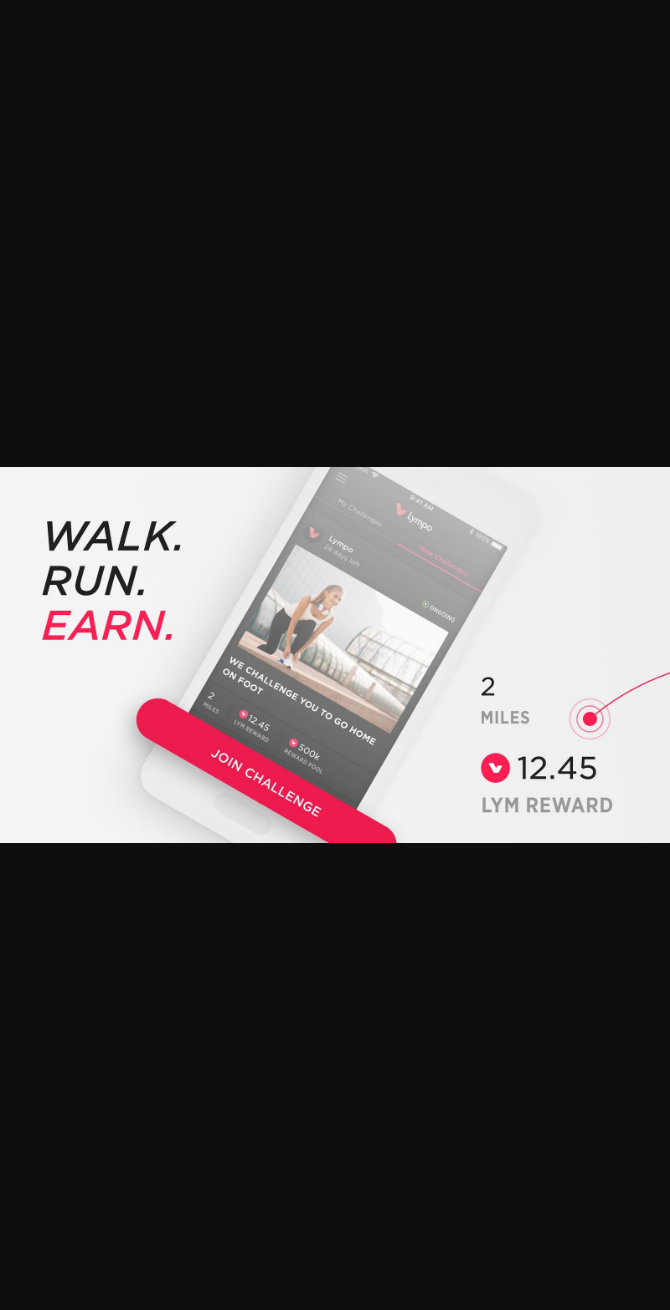 WALK.
RUN.
EARN.
9:41 AM
100%
Lympo
My Challenges
New Challenges
Lympo
24 days left
ONGOING
WE CHALLENGE YOU TO GO HOME
ON FOOT
2
MILES
12.45
LYM REWARD
500k
REWARD POOL
JOIN CHALLENGE
2
MILES
12.45
LYM REWARD